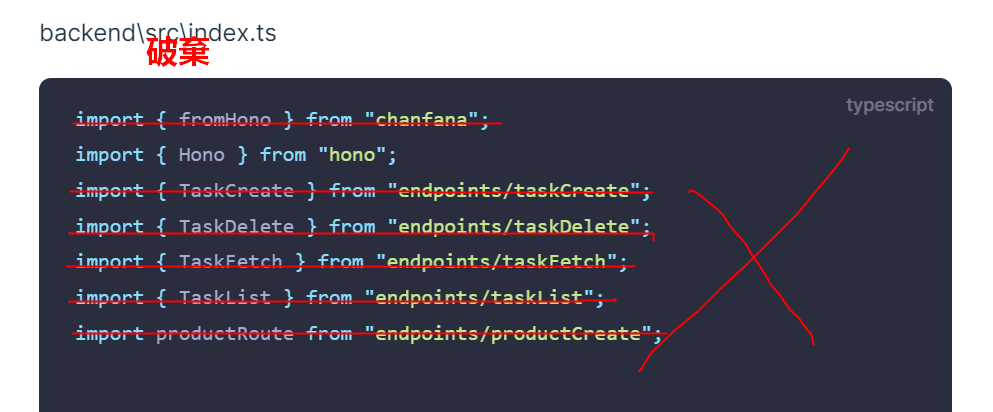 backend\src\index.ts
破棄
typescript
import { fromHono } from "chanfana";
import { Hono } from "hono";
import { TaskCreate } from "endpoints/taskCreate";
import { TaskDelete } from "endpoints/taskDelete";
import { TaskFetch } from "endpoints/taskFetch";
import { TaskList } from "endpoints/taskList";
import productRoute from "endpoints/productCreate";